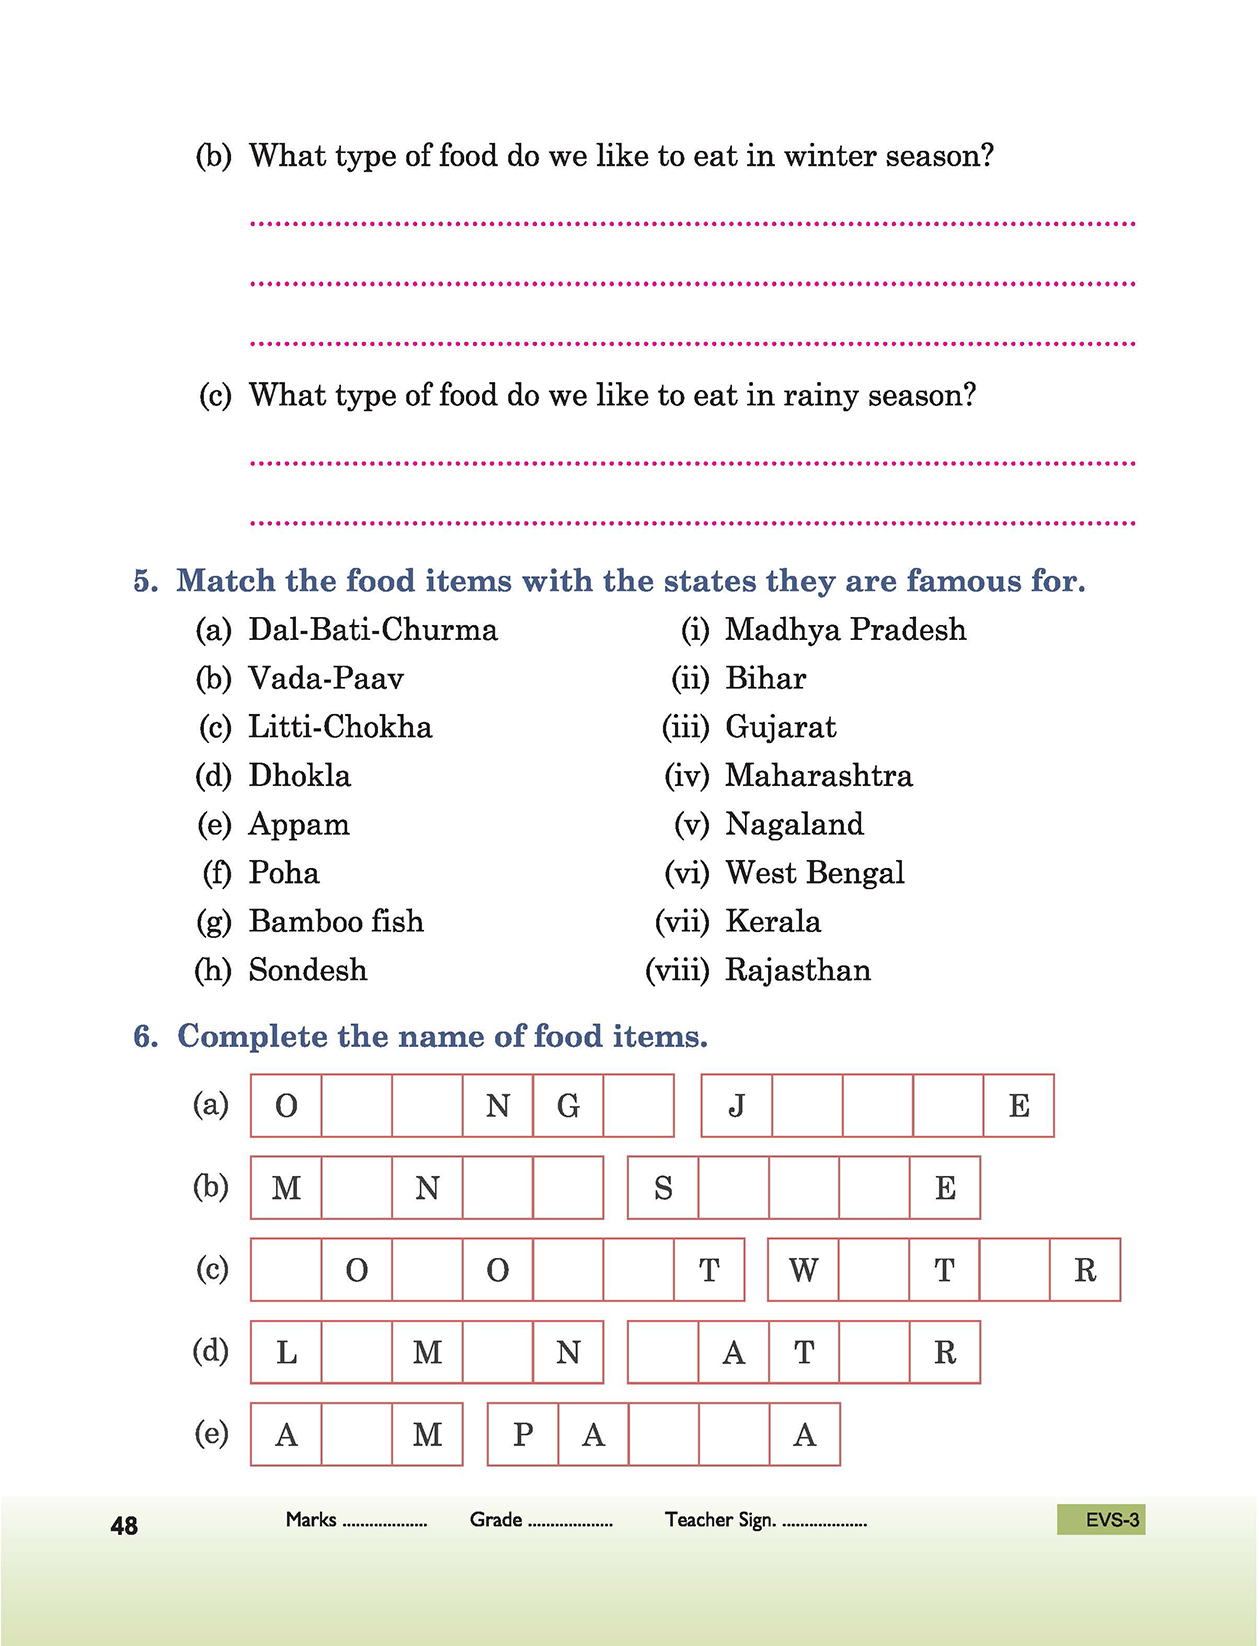 (b) What type of food do we like to eat in winter season?
(c) What type of food do we like to eat in rainy season?
5. Match the food items with the states they are famous for.
(a) Dal-Bati-Churma (i) Madhya Pradesh
(b) Vada-Paav (ii) Bihar
(c) Litti-Chokha (iii) Gujarat
(d) Dhokla (iv) Maharashtra
(e) Appam (v) Nagaland
(f) Poha (vi) West Bengal
(g) Bamboo fish (vii) Kerala
(h) Sondesh (viii) Rajasthan
6. Complete the name of food items.
(a) O N G J E
(b) M N S E
(c) O O T W T R
(d) L M N A T R
(e) A M P A A
48 Marks ................... Grade ................... Teacher Sign. ................... EVS-3